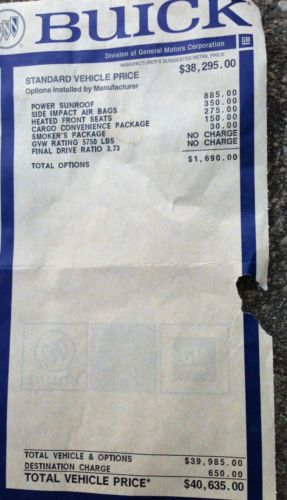 BUICK
Division of General Motors Corporation
GM
MANUFACTURER'S SUGGESTED RETAIL PRICE
STANDARD VEHICLE PRICE $38,295.00
Options Installed by Manufacturer
POWER SUNROOF 885.00
SIDE IMPACT AIR BAGS 350.00
HEATED FRONT SEATS 275.00
CARGO CONVENIENCE PACKAGE 150.00
SMOKER'S PACKAGE 30.00
GVW RATING 5750 LBS NO CHARGE
FINAL DRIVE RATIO 3.73 NO CHARGE
TOTAL OPTIONS $1,690.00
GM
BUICK
TOTAL VEHICLE & OPTIONS $39,985.00
DESTINATION CHARGE 650.00
TOTAL VEHICLE PRICE* $40,635.00